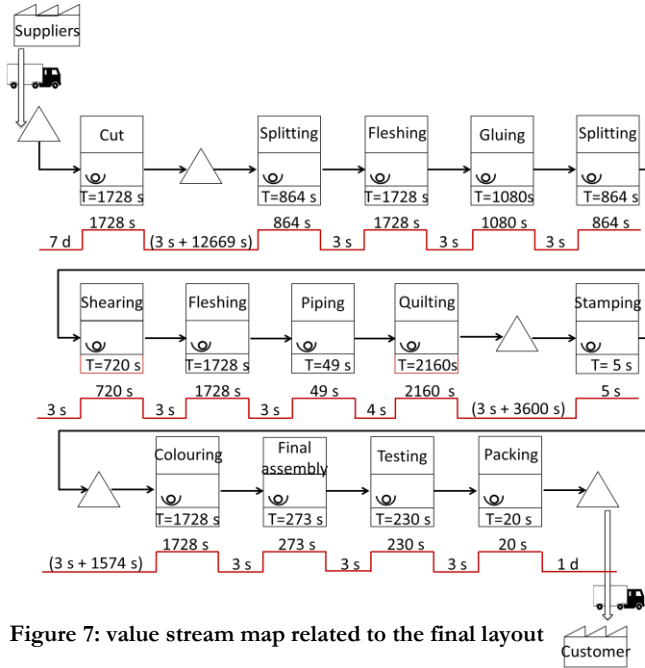 Suppliers
Cut Splitting Fleshing Gluing Splitting
T=1728 s T=864 s T=1728 s T=1080s T=864 s
1728 s 864 s 1728 s 1080 s 864 s
7 d (3 s + 12669 s) 3 s 3 s 3 s
Shearing Fleshing Piping Quilting Stamping
T=720 s T=1728 s T=49 s T=2160s T= 5 s
720 s 1728 s 49 s 2160 s 5 s
3 s 3 s 3 s 4 s (3 s + 3600 s)
Colouring Final assembly Testing Packing
T=1728 s T=273 s T=230 s T=20 s
1728 s 273 s 230 s 20 s
(3 s + 1574 s) 3 s 3 s 3 s 1 d
Figure 7: value stream map related to the final layout
Customer